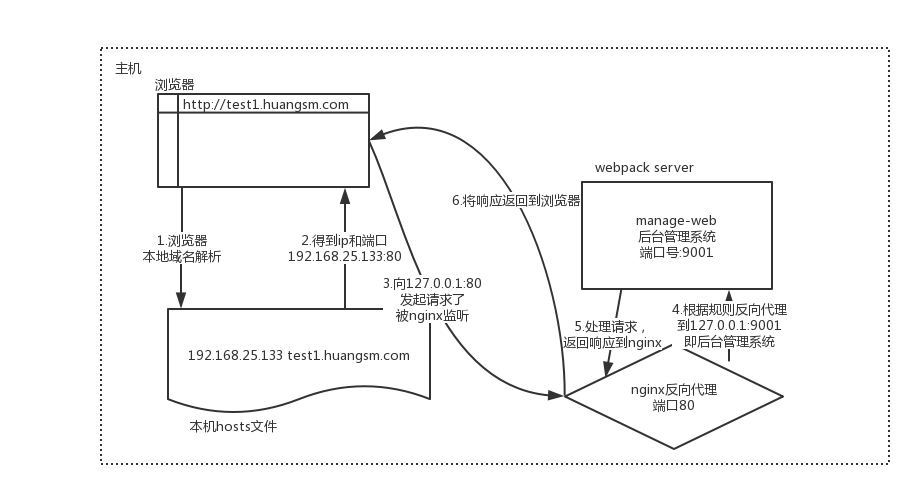 主机
浏览器
http://test1.huangsm.com
1.浏览器
本地域名解析
2.得到ip和端口
192.168.25.133:80
3.向127.0.0.1:80
发起请求了
被nginx监听
6.将响应返回到浏览器
webpack server
manage-web
后台管理系统
端口号:9001
4.根据规则反向代理
到127.0.0.1:9001
即后台管理系统
5.处理请求，
返回响应到nginx
192.168.25.133 test1.huangsm.com
本机hosts文件
nginx反向代理
端口80